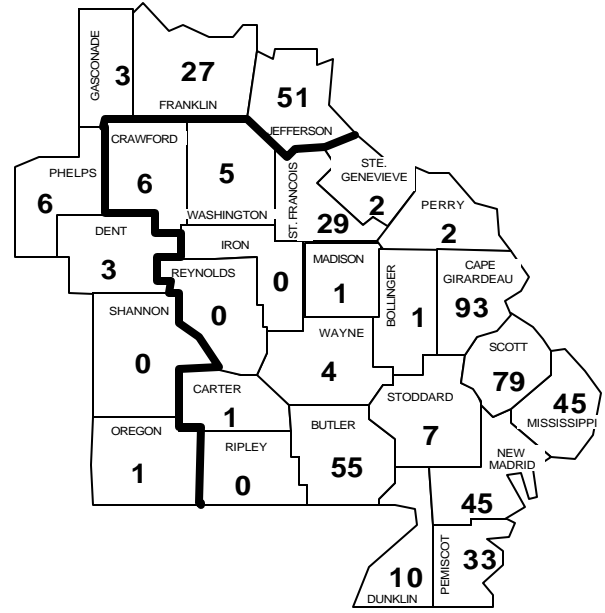 GASCONADE
3
27
FRANKLIN
51
JEFFERSON
CRAWFORD
6
5
WASHINGTON
ST. FRANCOIS
29
STE.
GENEVIEVE
2
PHELPS
6
PERRY
2
DENT
3
IRON
0
MADISON
1
BOLLINGER
1
CAPE
GIRARDEAU
93
REYNOLDS
0
SHANNON
0
WAYNE
4
SCOTT
79
CARTER
1
STODDARD
7
45
MISSISSIPPI
OREGON
1
RIPLEY
0
BUTLER
55
NEW
MADRID
45
10
DUNKLIN
PEMISCOT
33